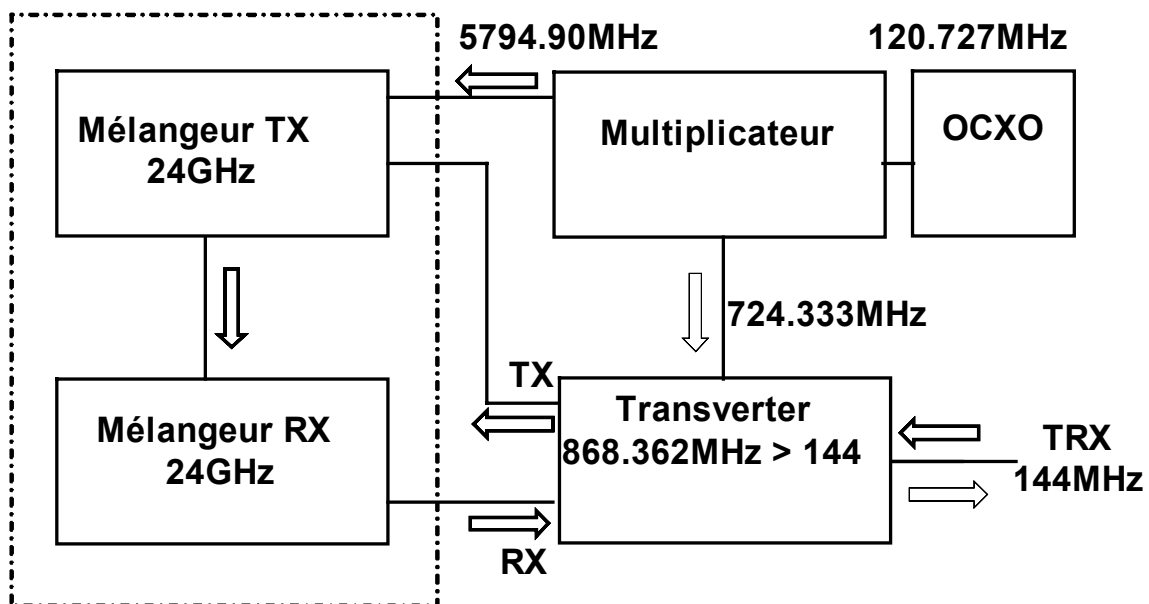 5794.90MHz
120.727MHz
Mélangeur TX
24GHz
Multiplicateur
OCXO
724.333MHz
TX
Mélangeur RX
24GHz
Transverter
868.362MHz > 144
TRX
144MHz
RX